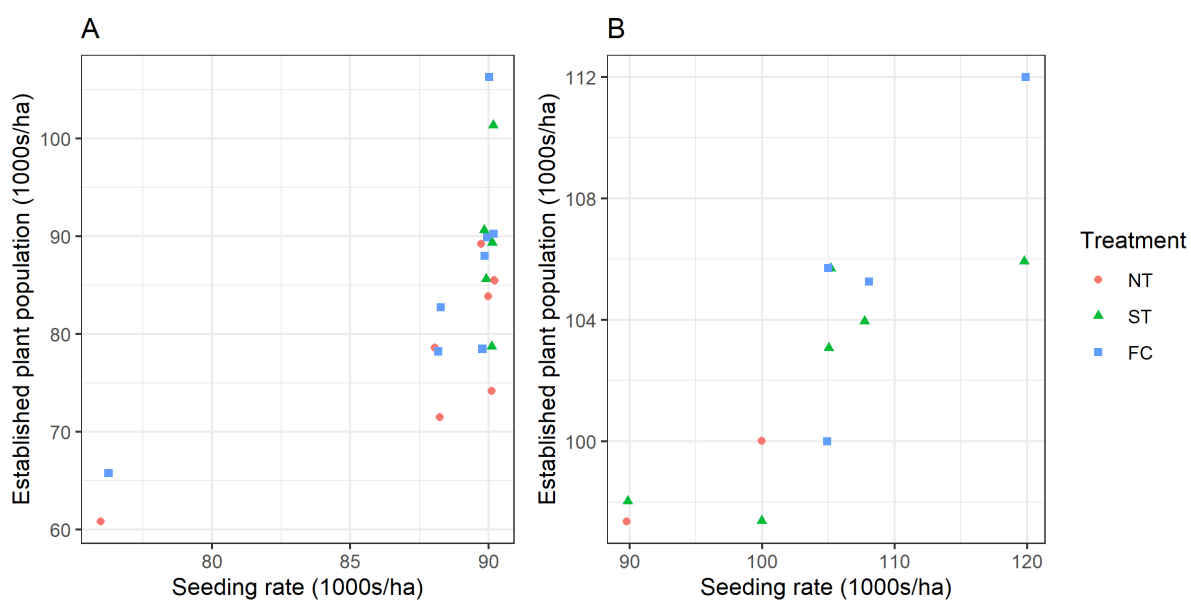 A
Established plant population (1000s/ha)
100
90
80
70
60
80 85 90
Seeding rate (1000s/ha)
B
Established plant population (1000s/ha)
112
108
104
100
90 100 110 120
Seeding rate (1000s/ha)
Treatment
NT
ST
FC